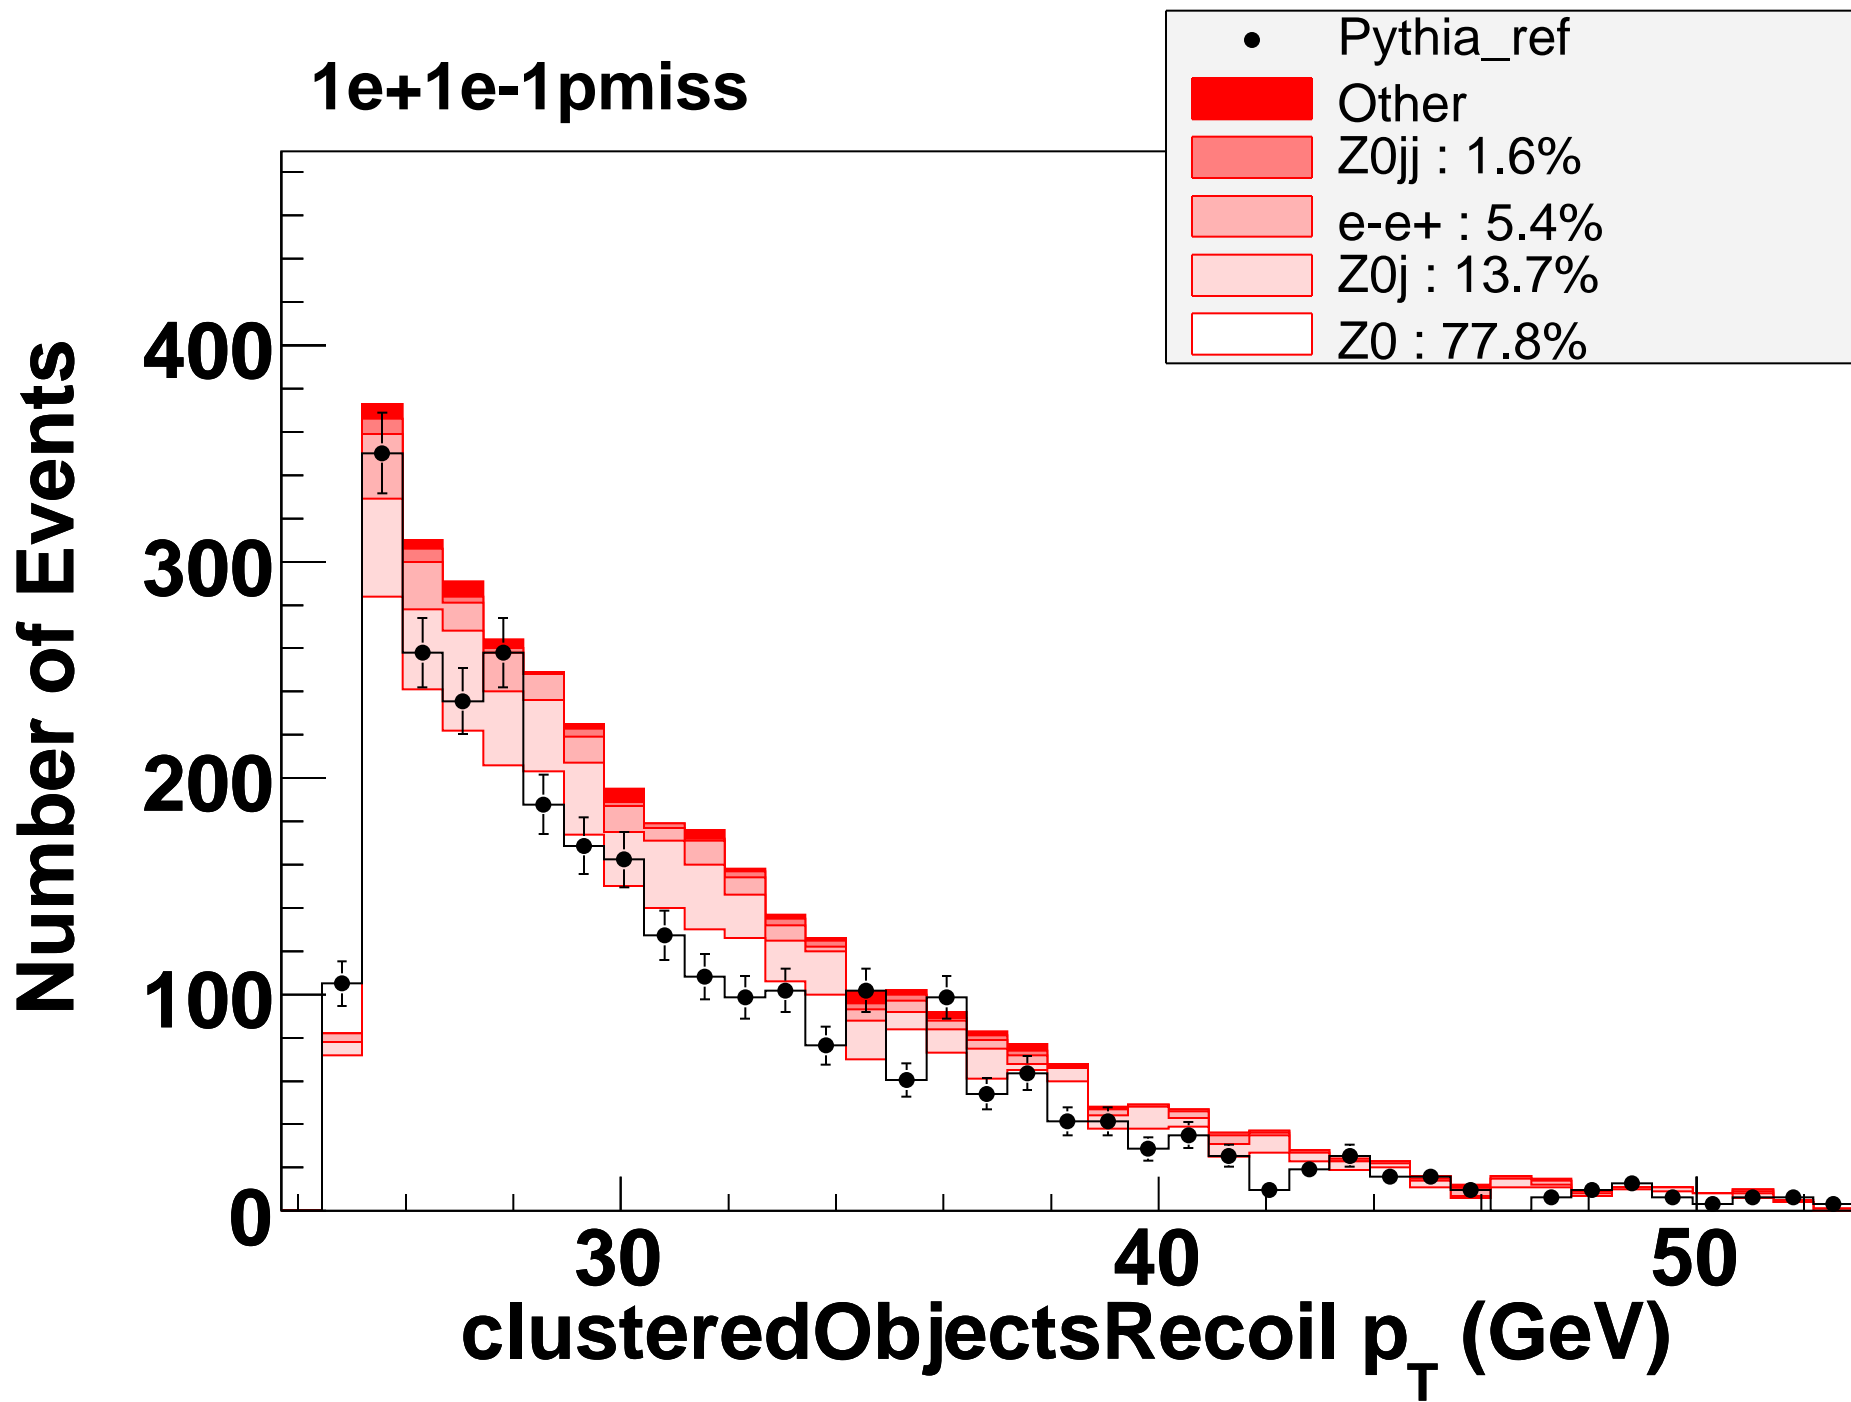 1e+1e-1pmiss
Pythia_ref
Other
Z0jj : 1.6%
e-e+ : 5.4%
Z0j : 13.7%
Z0 : 77.8%
Number of Events
400
300
200
100
0
30 40 50
clusteredObjectsRecoil p_T (GeV)